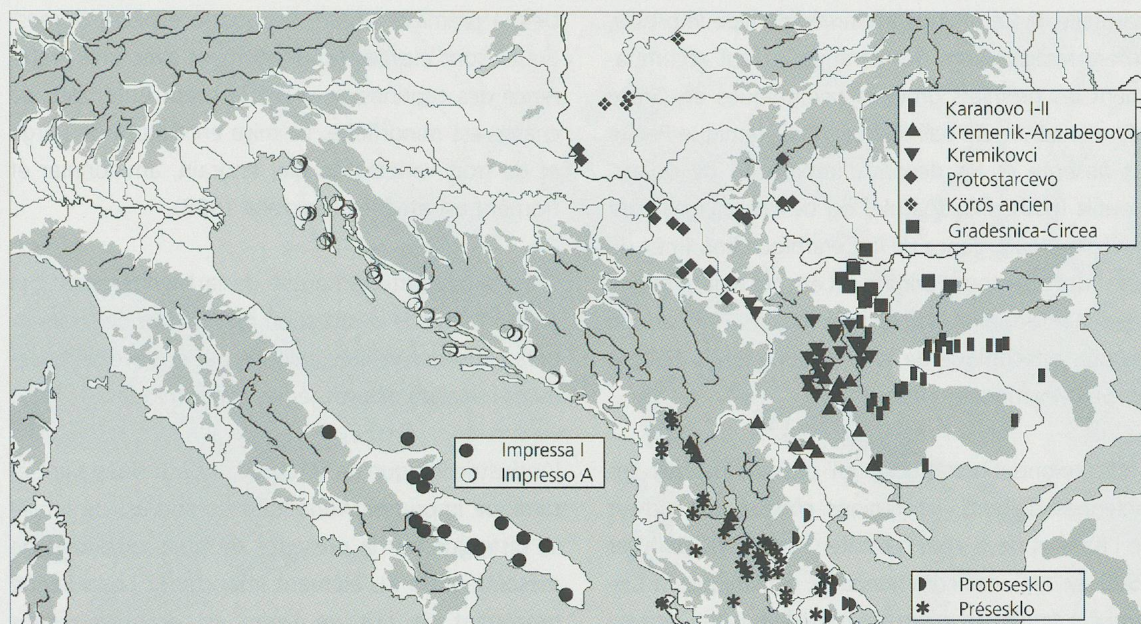 Karanovo I-II
Kremenik-Anzabegovo
Kremikovci
Protostarcevo
Körös ancien
Gradesnica-Circea
Impressa I
Impresso A
Protosesklo
Présesklo